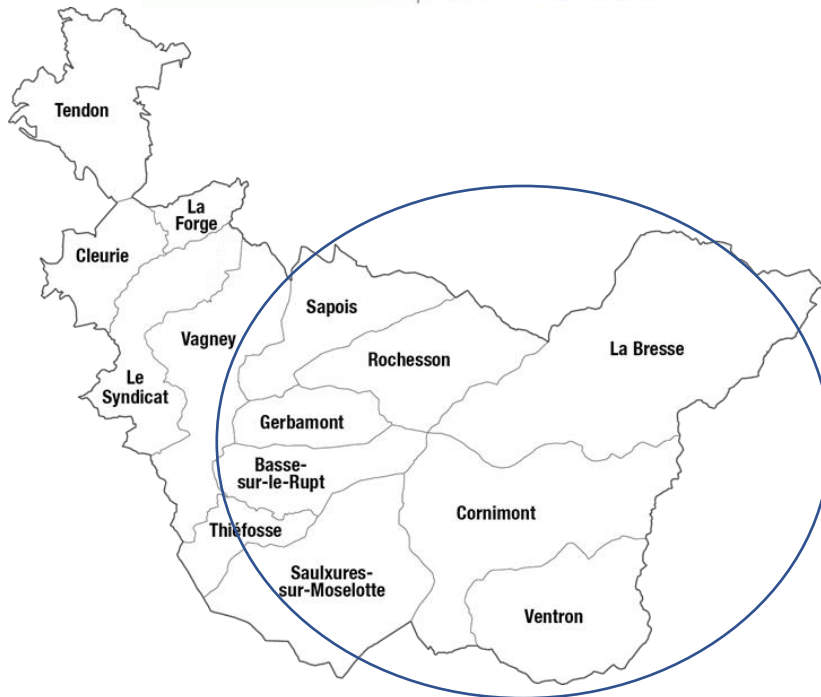 Tendon
La
Forge
Cleurie
Sapois
Vagney
Rochesson
La Bresse
Le
Syndicat
Gerbamont
Basse-
sur-le-Rupt
Cornimont
Thiéfosse
Saulxures-
sur-Moselotte
Ventron